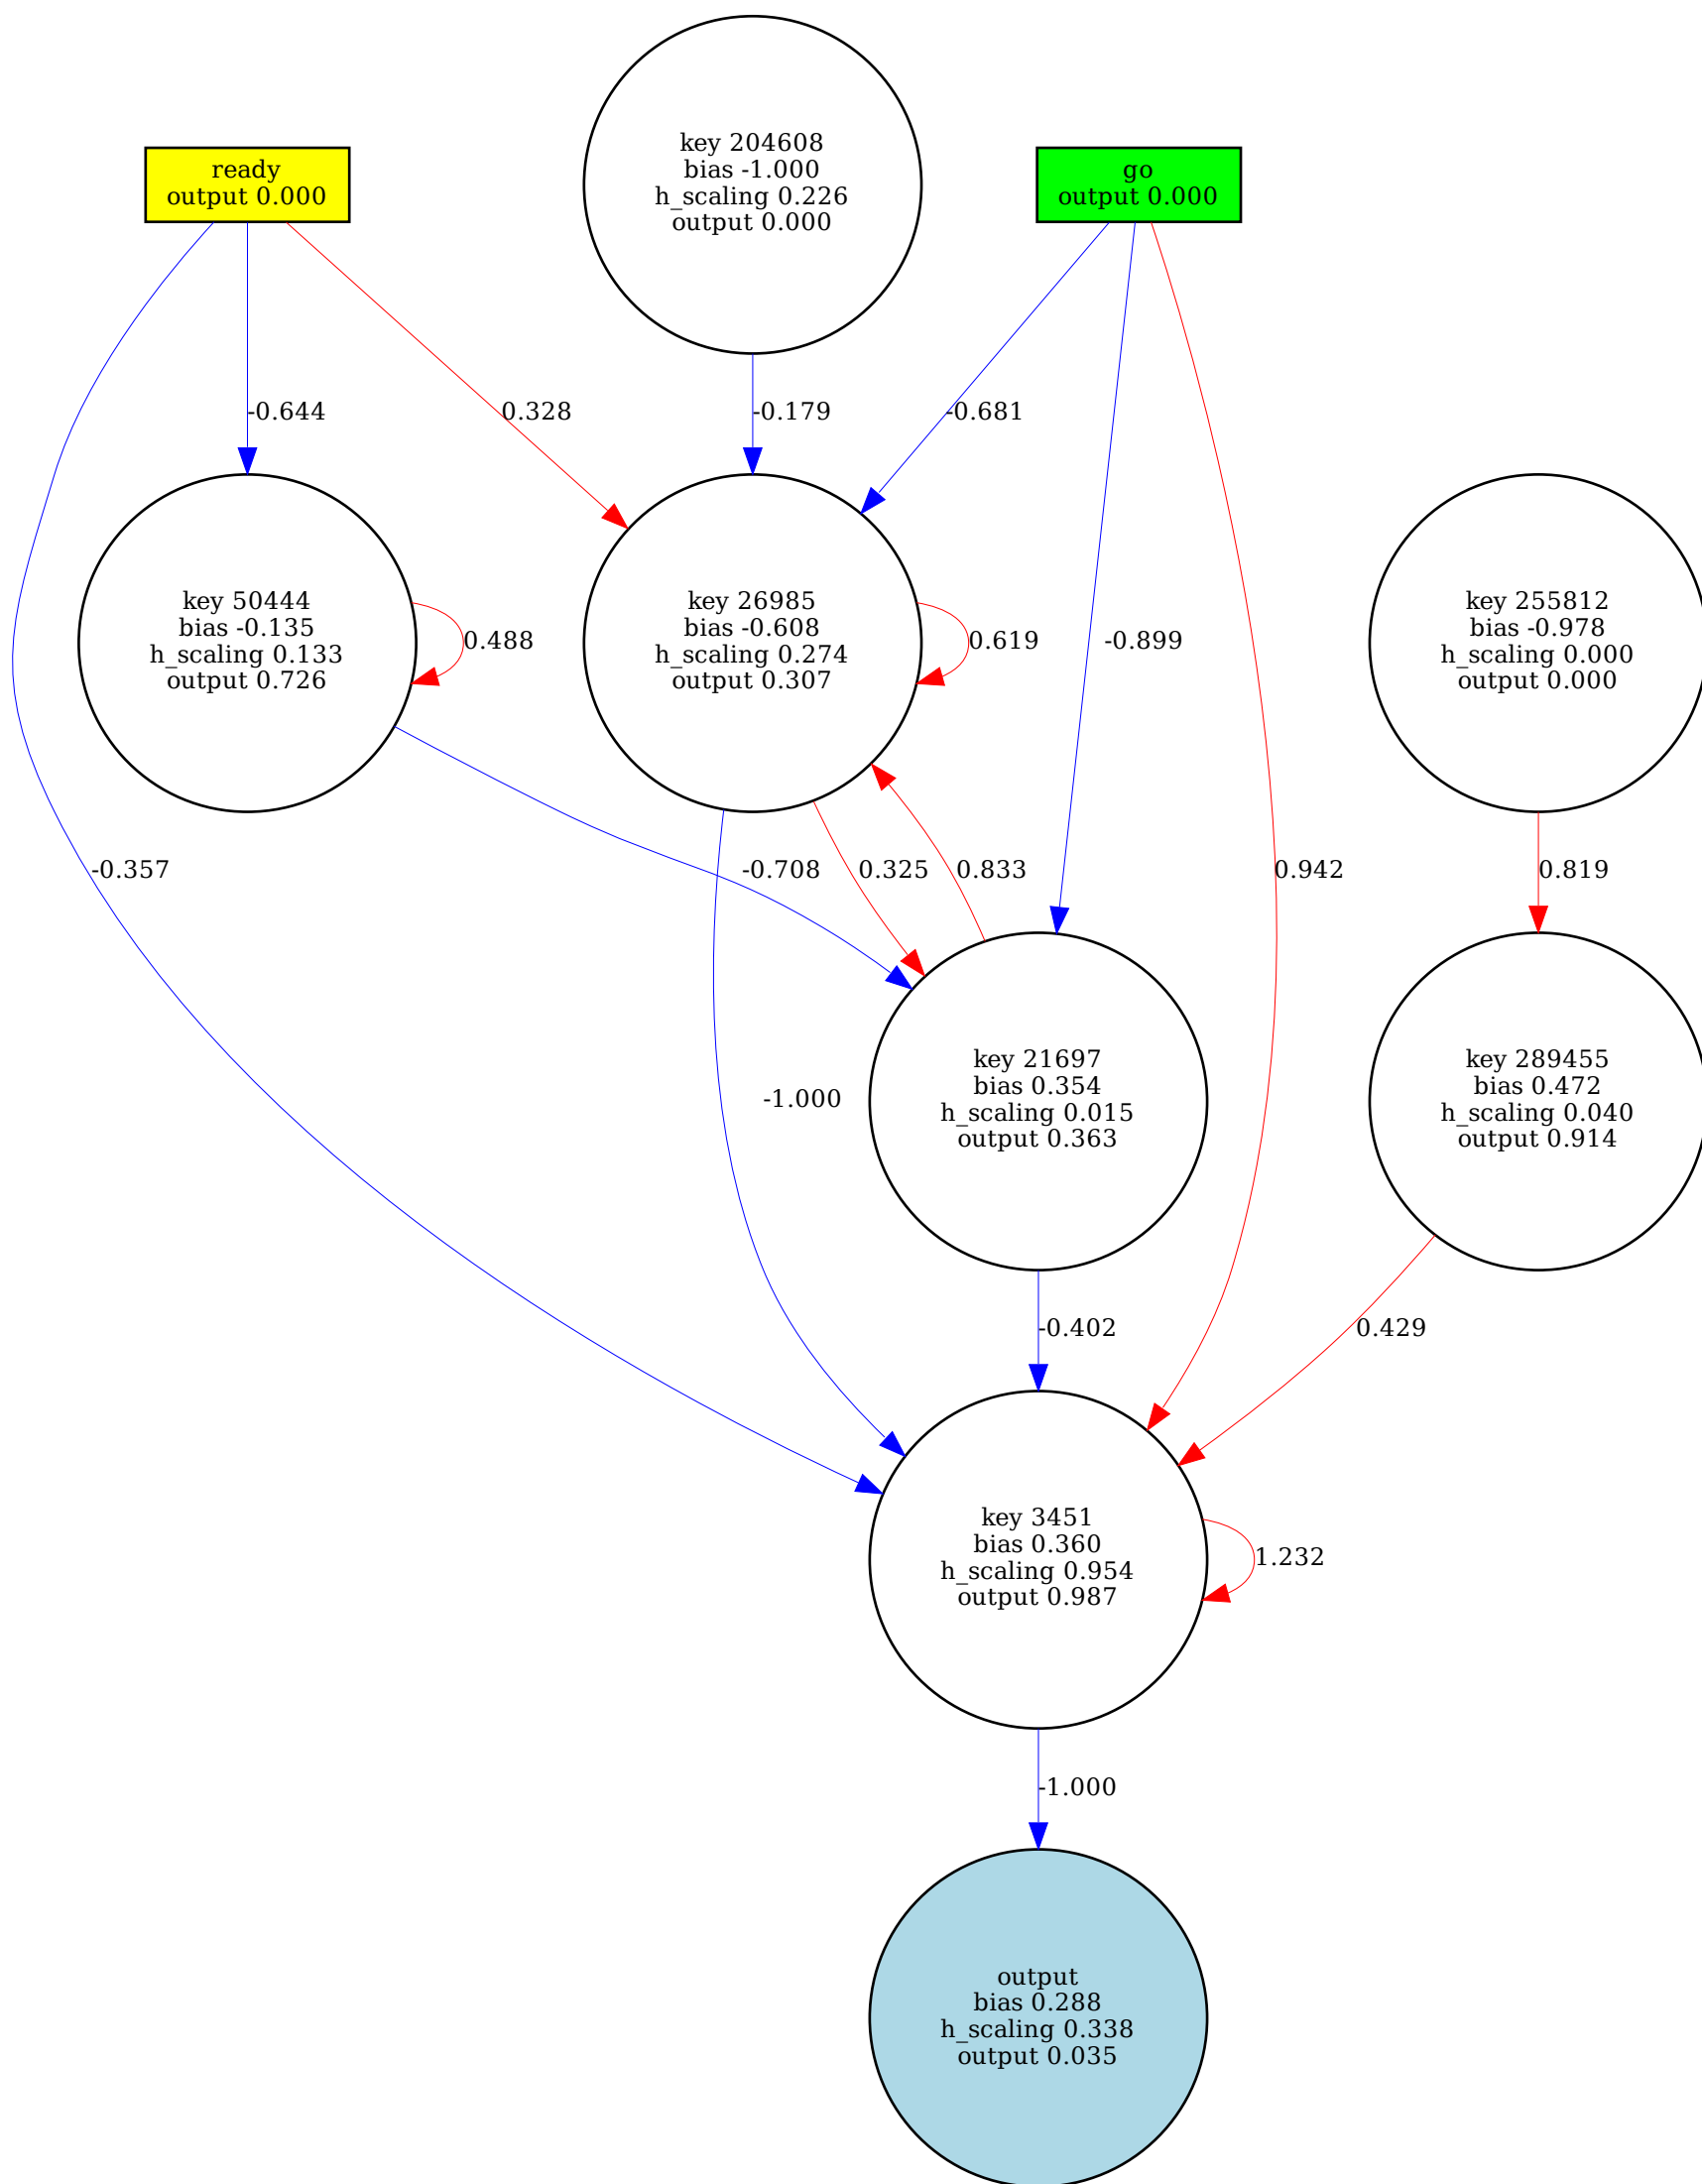 key 204608
bias -1.000
h_scaling 0.226
output 0.000
ready
output 0.000
go
output 0.000
-0.644
0.328
-0.179
-0.681
key 50444
bias -0.135
h_scaling 0.133
output 0.726
0.488
key 26985
bias -0.608
h_scaling 0.274
output 0.307
0.619
-0.899
key 255812
bias -0.978
h_scaling 0.000
output 0.000
-0.357
-0.708
0.325
0.833
0.942
0.819
-1.000
key 21697
bias 0.354
h_scaling 0.015
output 0.363
key 289455
bias 0.472
h_scaling 0.040
output 0.914
-0.402
0.429
key 3451
bias 0.360
h_scaling 0.954
output 0.987
1.232
-1.000
output
bias 0.288
h_scaling 0.338
output 0.035